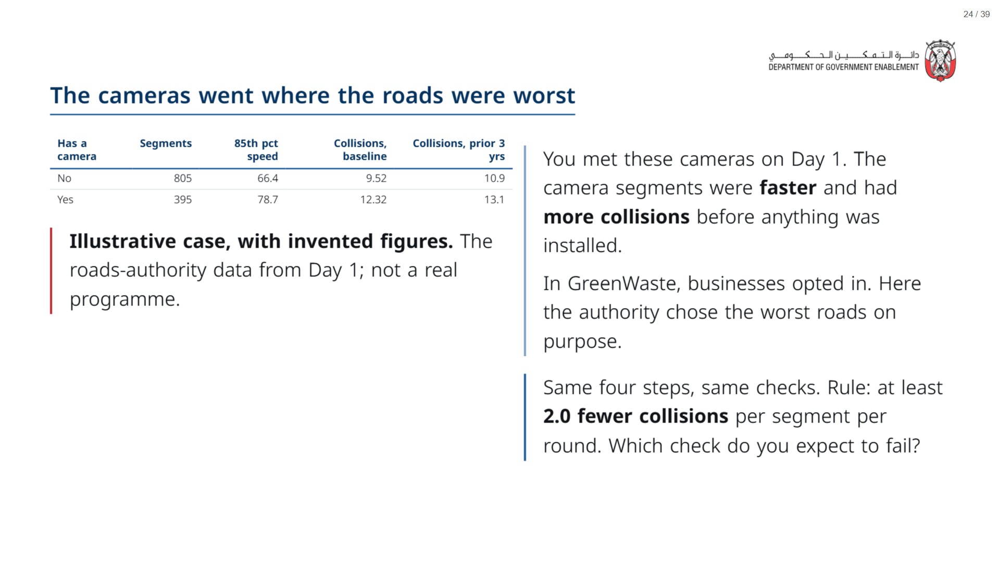 24 / 39
دائرة التمكين الحكومي
DEPARTMENT OF GOVERNMENT ENABLEMENT
The cameras went where the roads were worst
Has a camera Segments 85th pct speed Collisions, baseline Collisions, prior 3 yrs
No 805 66.4 9.52 10.9
Yes 395 78.7 12.32 13.1
Illustrative case, with invented figures. The
roads-authority data from Day 1; not a real
programme.
You met these cameras on Day 1. The
camera segments were faster and had
more collisions before anything was
installed.
In GreenWaste, businesses opted in. Here
the authority chose the worst roads on
purpose.
Same four steps, same checks. Rule: at least
2.0 fewer collisions per segment per
round. Which check do you expect to fail?